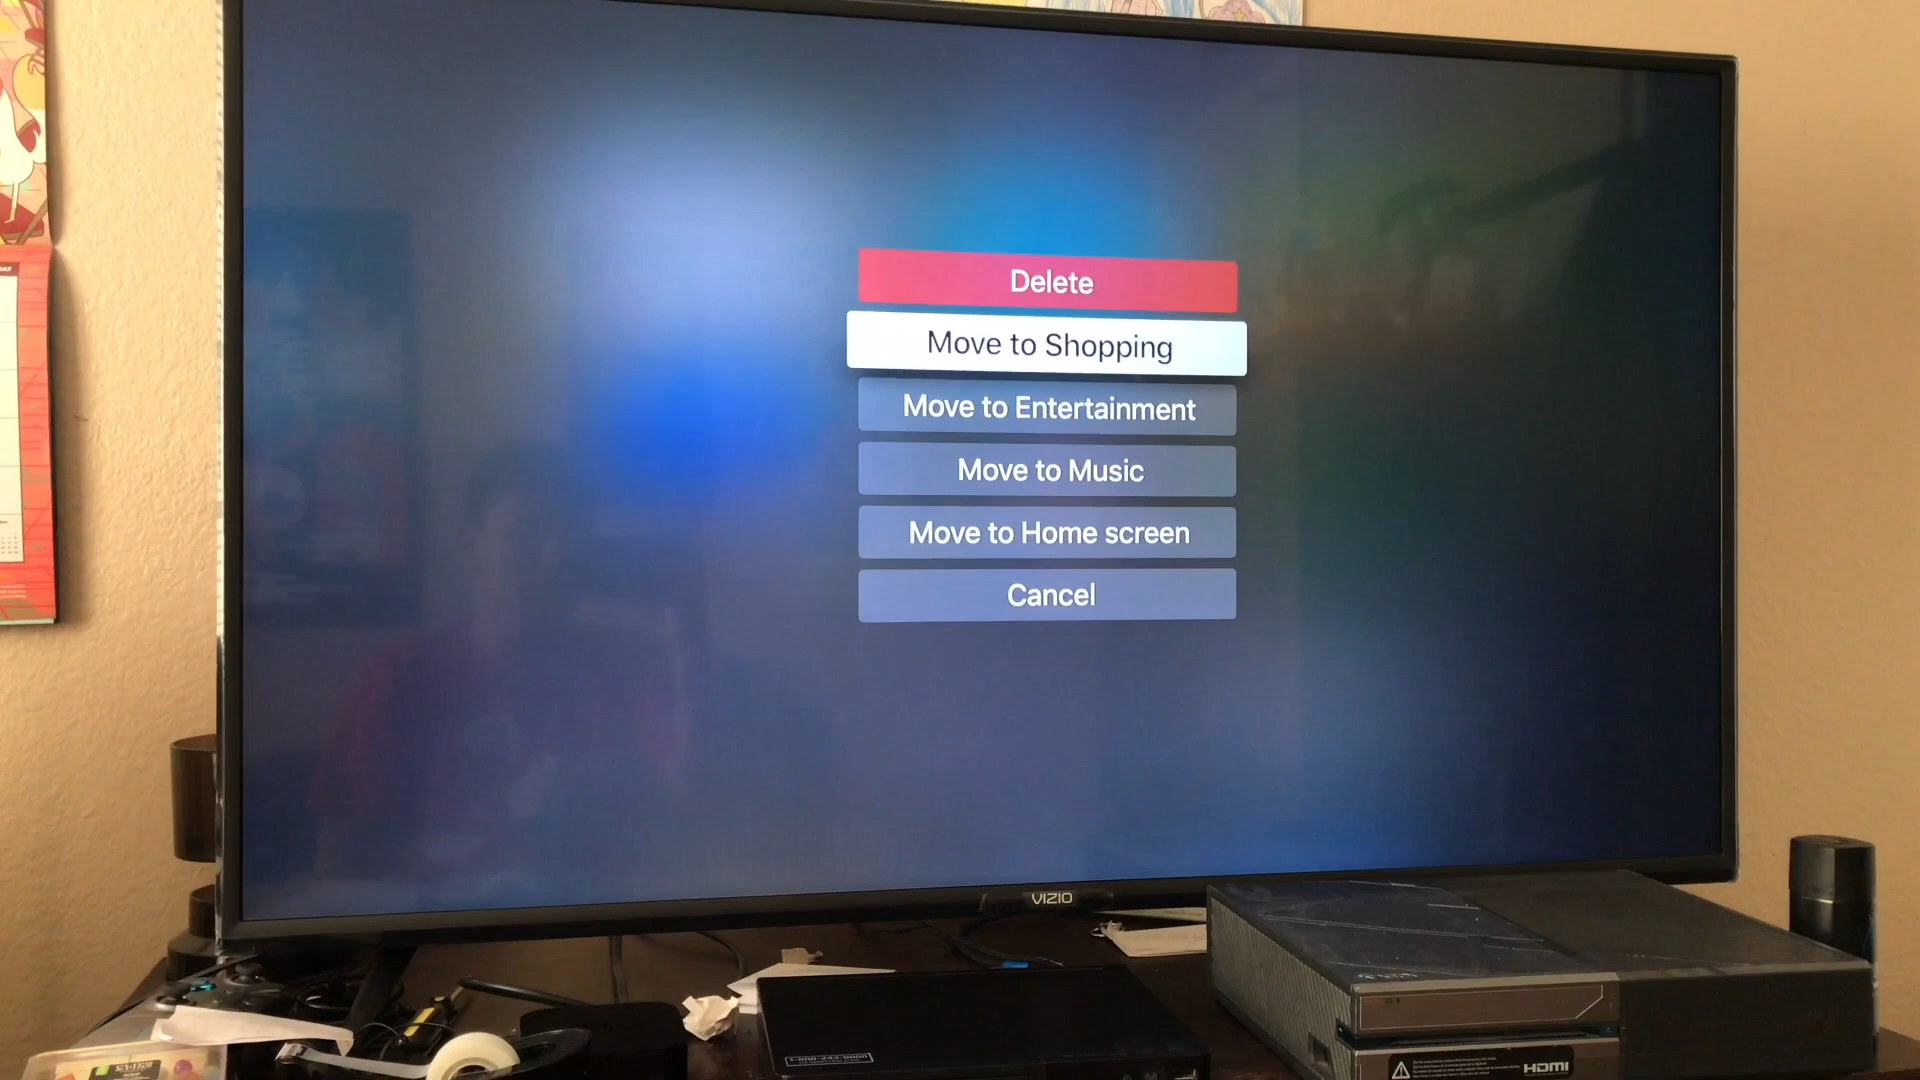 Delete
Move to Shopping
Move to Entertainment
Move to Music
Move to Home screen
Cancel
VIZIO
HDMI